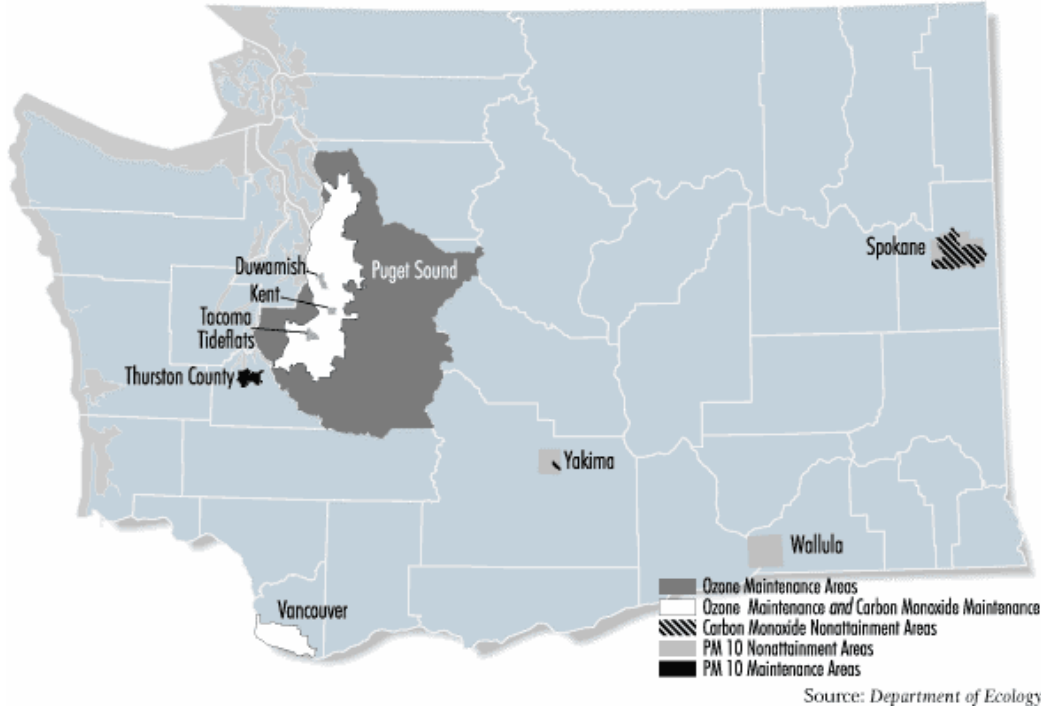 Spokane
Duwamish
Puget Sound
Kent
Tacoma
Tideflats
Thurston County
Yakima
Wallula
Vancouver
Ozone Maintenance Areas
Ozone Maintenance and Carbon Monoxide Maintenance
Carbon Monoxide Nonattainment Areas
PM 10 Nonattainment Areas
PM 10 Maintenance Areas
Source: Department of Ecology